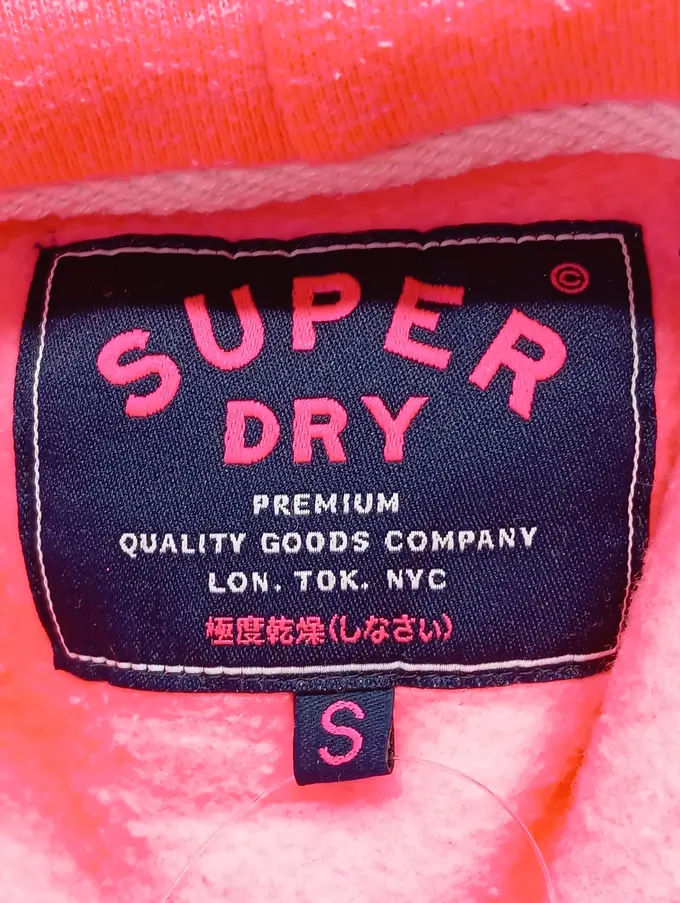 SUPER ©
DRY
PREMIUM
QUALITY GOODS COMPANY
LON. TOK. NYC
極度乾燥(しなさい)
S